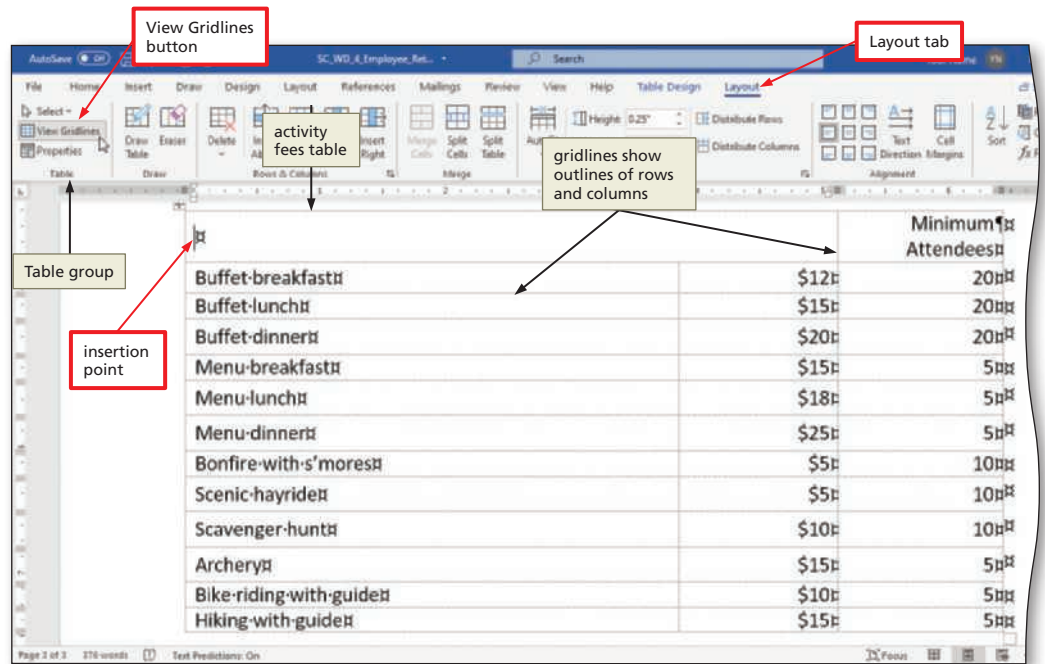 View Gridlines
button
Layout tab
AutoSave Off SC_WD_4_Employee_Ret... Search
File Home Insert Draw Design Layout References Mailings Review View Help Table Design Layout
Select
View Gridlines
Properties
Draw
Table
Eraser
Delete
Right
Merge
Cells
Split
Cells
Split
Table
Height 0.25"
Distribute Rows
Distribute Columns
Text
Direction
Cell
Margins
Sort
Table Draw Rows & Columns Merge Alignment
activity
fees table
gridlines show
outlines of rows
and columns
Table group
insertion
point
¤
Minimum¶¤
Attendees¤
Buffet·breakfast¤ $12¤ 20¤¤
Buffet·lunch¤ $15¤ 20¤¤
Buffet·dinner¤ $20¤ 20¤¤
Menu·breakfast¤ $15¤ 5¤¤
Menu·lunch¤ $18¤ 5¤¤
Menu·dinner¤ $25¤ 5¤¤
Bonfire·with·s'mores¤ $5¤ 10¤¤
Scenic·hayride¤ $5¤ 10¤¤
Scavenger·hunt¤ $10¤ 10¤¤
Archery¤ $15¤ 5¤¤
Bike·riding·with·guide¤ $10¤ 5¤¤
Hiking·with·guide¤ $15¤ 5¤¤
Page 3 of 3 376 words Text Predictions: On Focus